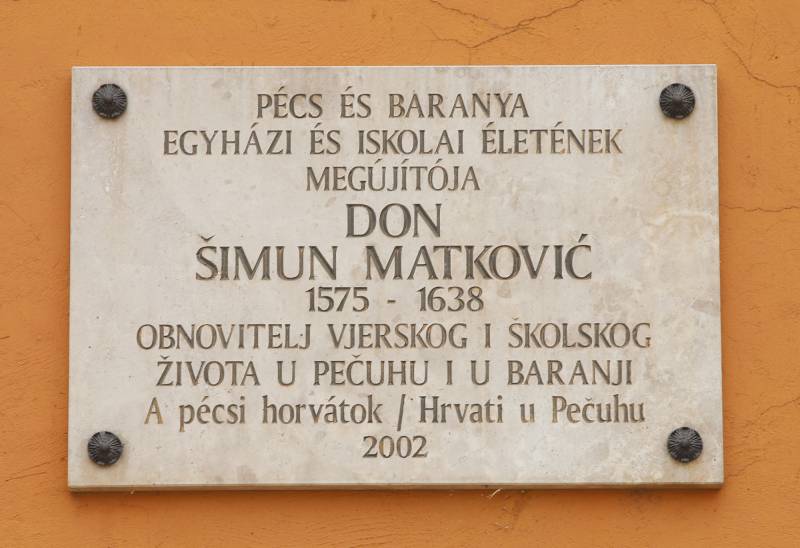 PÉCS ÉS BARANYA
EGYHÁZI ÉS ISKOLAI ÉLETÉNEK
MEGÚJÍTÓJA
DON
ŠIMUN MATKOVIĆ
1575 - 1638
OBNOVITELJ VJERSKOG I ŠKOLSKOG
ŽIVOTA U PEČUHU I U BARANJI
A pécsi horvátok / Hrvati u Pečuhu
2002